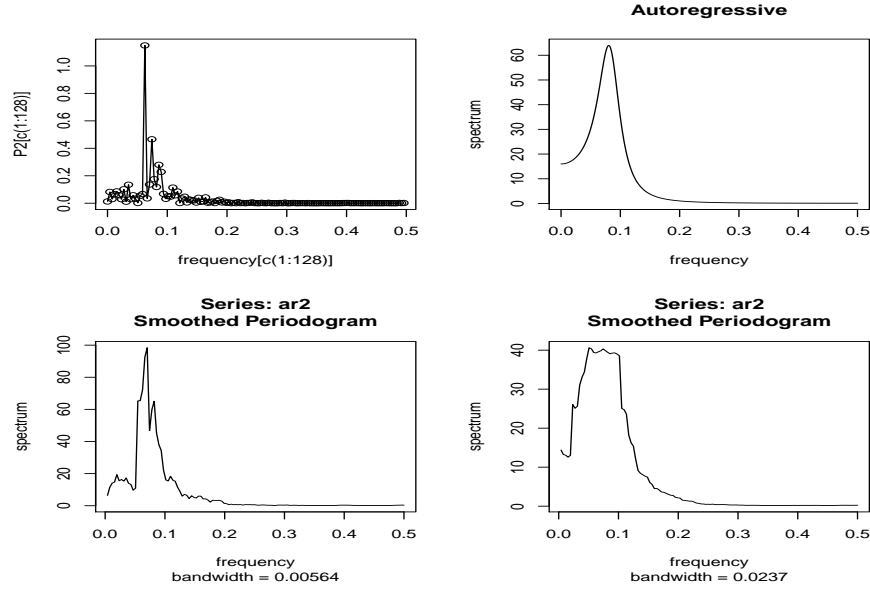 P2[c(1:128)]
1.0
0.8
0.6
0.4
0.2
0.0
0.0 0.1 0.2 0.3 0.4 0.5
frequency[c(1:128)]
Autoregressive
spectrum
60
50
40
30
20
10
0
0.0 0.1 0.2 0.3 0.4 0.5
frequency
Series: ar2
Smoothed Periodogram
spectrum
100
80
60
40
20
0
0.0 0.1 0.2 0.3 0.4 0.5
frequency
bandwidth = 0.00564
Series: ar2
Smoothed Periodogram
spectrum
40
30
20
10
0
0.0 0.1 0.2 0.3 0.4 0.5
frequency
bandwidth = 0.0237